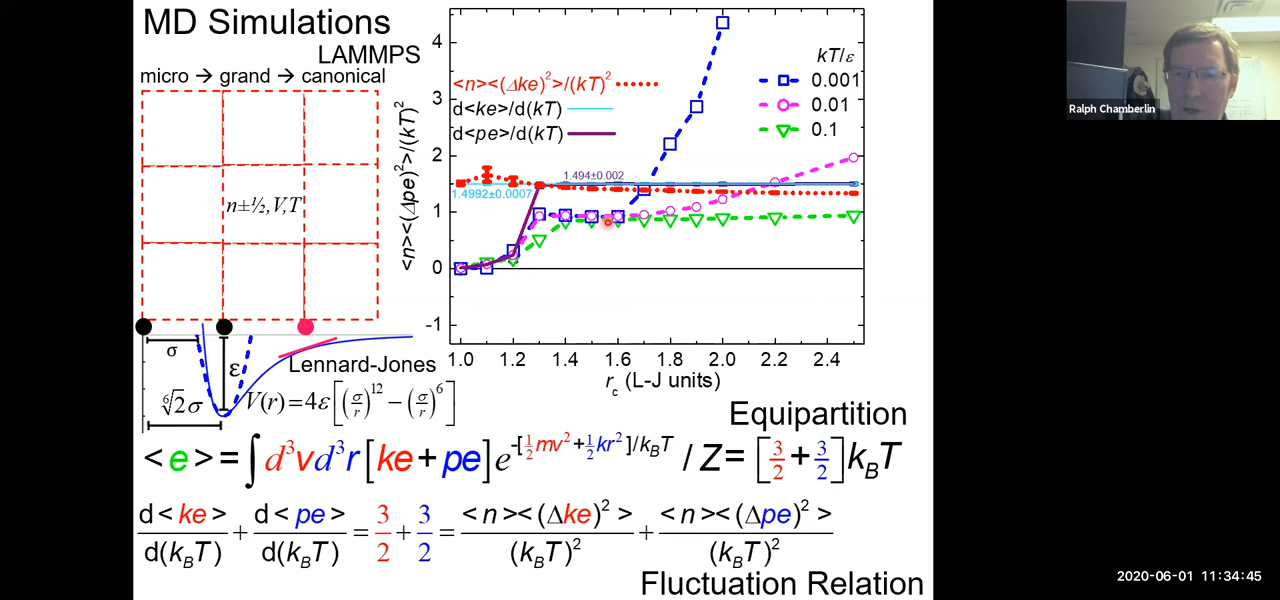 MD Simulations
LAMMPS
micro → grand → canonical
n±½,V,T
σ
ε
Lennard-Jones
⁶√2σ
V(r)=4ε[(σ/r)¹²−(σ/r)⁶]
<n><(Δpe)²>/(kT)²
4
3
2
1
0
-1
<n><(Δke)²>/(kT)²
d<ke>/d(kT)
d<pe>/d(kT)
kT/ε
0.001
0.01
0.1
1.494±0.002
1.4992±0.0007
1.0 1.2 1.4 1.6 1.8 2.0 2.2 2.4
r_c (L-J units)
Equipartition
<e>=∫d³vd³r[ke+pe]e^-[½mv²+½kr²]/k_BT /Z=[3/2+3/2]k_BT
d<ke>/d(k_BT)+d<pe>/d(k_BT)=3/2+3/2=<n><(Δke)²>/(k_BT)²+<n><(Δpe)²>/(k_BT)²
Fluctuation Relation
Ralph Chamberlin
2020-06-01 11:34:45